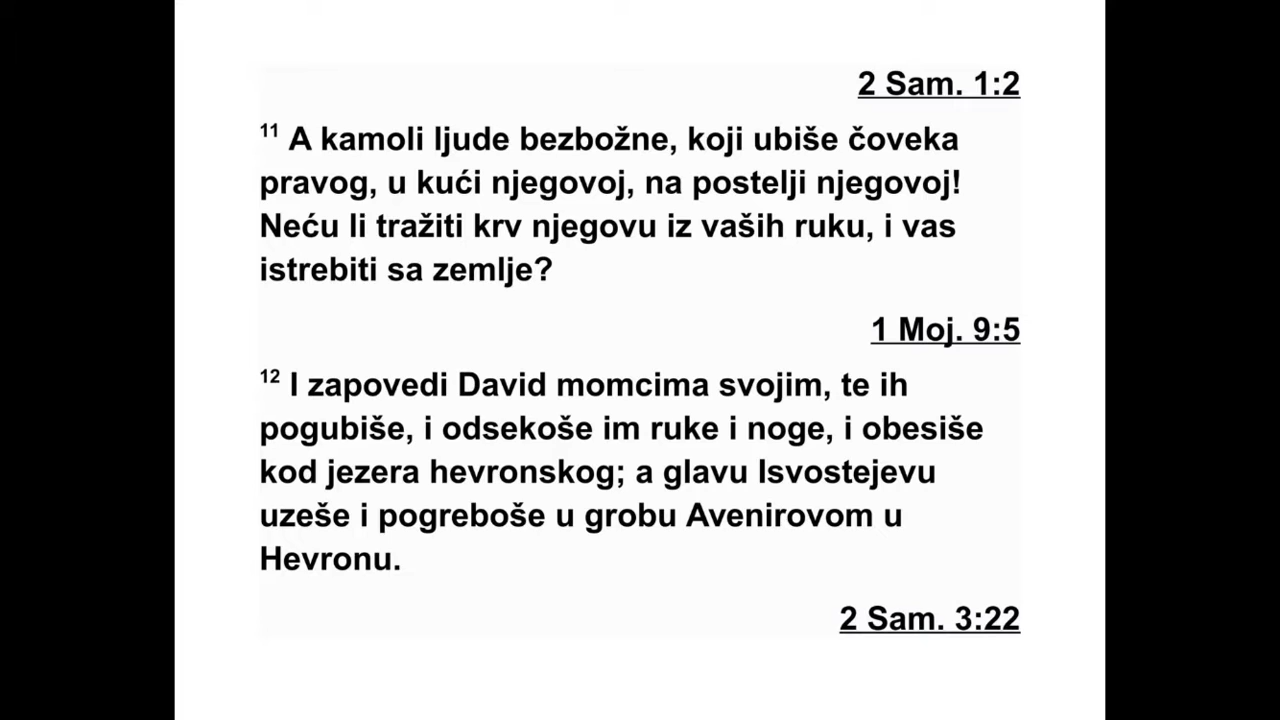 2 Sam. 1:2
11 A kamoli ljude bezbožne, koji ubiše čoveka
pravog, u kući njegovoj, na postelji njegovoj!
Neću li tražiti krv njegovu iz vaših ruku, i vas
istrebiti sa zemlje?
1 Moj. 9:5
12 I zapovedi David momcima svojim, te ih
pogubiše, i odsekoše im ruke i noge, i obesiše
kod jezera hevronskog; a glavu Isvostejevu
uzeše i pogreboše u grobu Avenirovom u
Hevronu.
2 Sam. 3:22